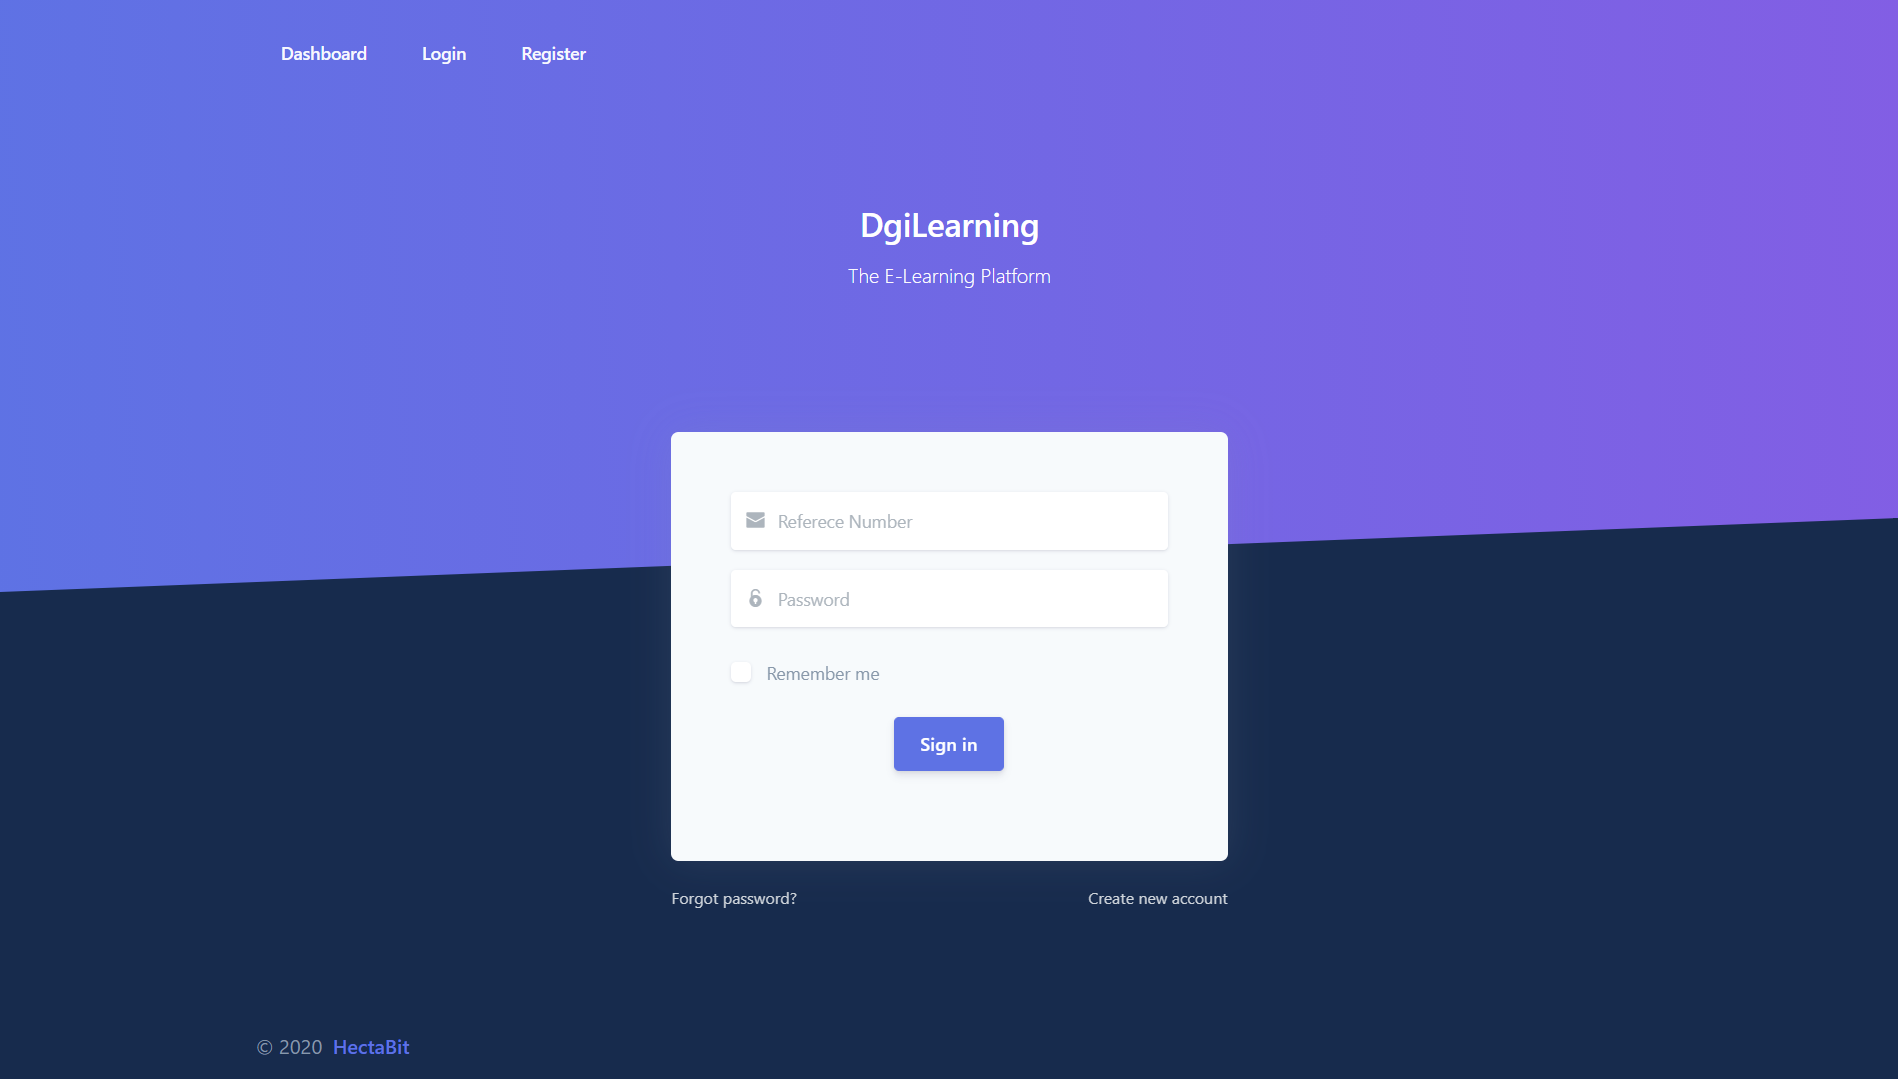 Dashboard Login Register
DgiLearning
The E-Learning Platform
Referece Number
Password
Remember me
Sign in
Forgot password? Create new account
© 2020 HectaBit